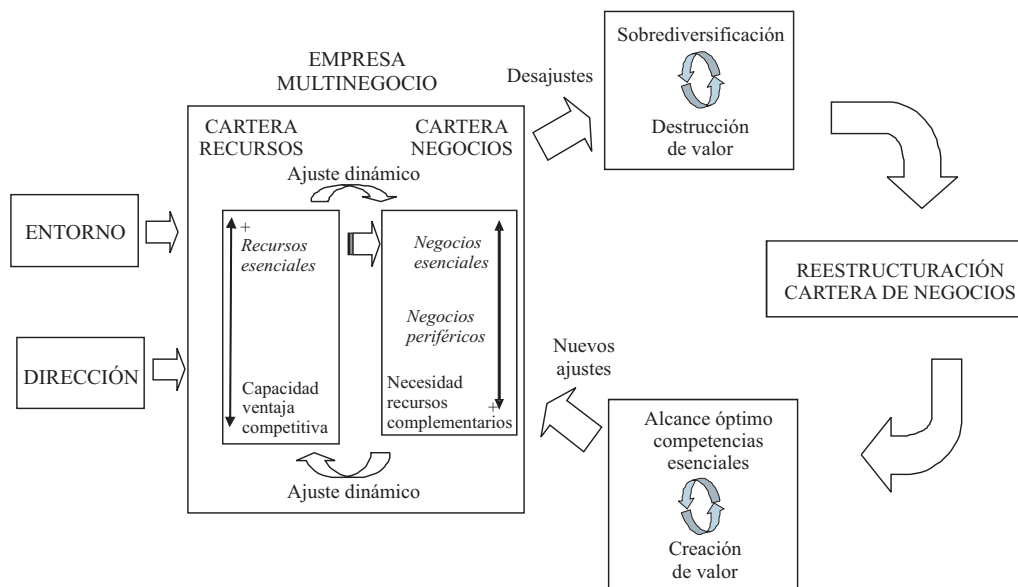 EMPRESA
MULTINEGOCIO
CARTERA
RECURSOS
CARTERA
NEGOCIOS
Ajuste dinámico
+
Recursos
esenciales
Capacidad
ventaja
competitiva
Negocios
esenciales
Negocios
periféricos
Necesidad
recursos
complementarios
+
Ajuste dinámico
ENTORNO
DIRECCIÓN
Desajustes
Sobrediversificación
Destrucción
de valor
REESTRUCTURACIÓN
CARTERA DE NEGOCIOS
Nuevos
ajustes
Alcance óptimo
competencias
esenciales
Creación
de valor